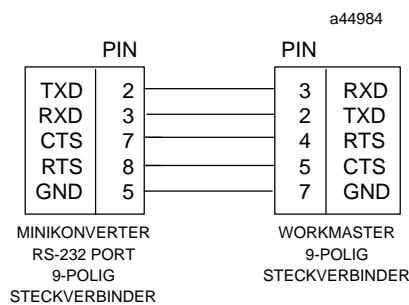 a44984
PIN PIN
TXD 2 3 RXD
RXD 3 2 TXD
CTS 7 4 RTS
RTS 8 5 CTS
GND 5 7 GND
MINIKONVERTER
RS-232 PORT
9-POLIG
STECKVERBINDER
WORKMASTER
9-POLIG
STECKVERBINDER